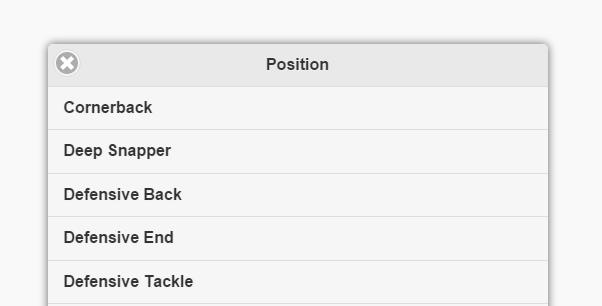 Position
Cornerback
Deep Snapper
Defensive Back
Defensive End
Defensive Tackle